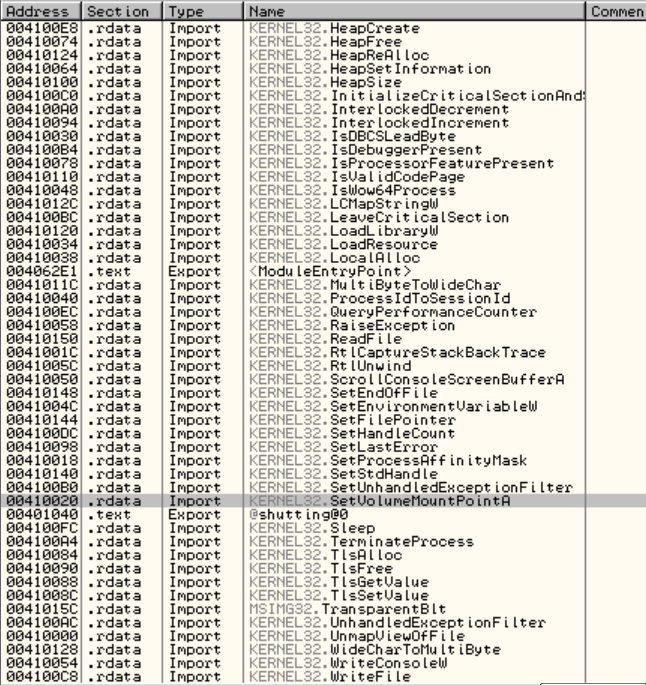 Address Section Type Name Commen
004100E8 .rdata Import KERNEL32.HeapCreate
00410074 .rdata Import KERNEL32.HeapFree
00410124 .rdata Import KERNEL32.HeapReAlloc
00410064 .rdata Import KERNEL32.HeapSetInformation
00410100 .rdata Import KERNEL32.HeapSize
004100C0 .rdata Import KERNEL32.InitializeCriticalSectionAndS
004100A0 .rdata Import KERNEL32.InterlockedDecrement
00410094 .rdata Import KERNEL32.InterlockedIncrement
00410030 .rdata Import KERNEL32.IsDBCSLeadByte
004100B4 .rdata Import KERNEL32.IsDebuggerPresent
00410078 .rdata Import KERNEL32.IsProcessorFeaturePresent
00410110 .rdata Import KERNEL32.IsValidCodePage
00410048 .rdata Import KERNEL32.IsWow64Process
0041012C .rdata Import KERNEL32.LCMapStringW
004100BC .rdata Import KERNEL32.LeaveCriticalSection
00410120 .rdata Import KERNEL32.LoadLibraryW
00410034 .rdata Import KERNEL32.LoadResource
00410038 .rdata Import KERNEL32.LocalAlloc
004062E1 .text Export <ModuleEntryPoint>
0041011C .rdata Import KERNEL32.MultiByteToWideChar
00410040 .rdata Import KERNEL32.ProcessIdToSessionId
004100EC .rdata Import KERNEL32.QueryPerformanceCounter
00410058 .rdata Import KERNEL32.RaiseException
00410150 .rdata Import KERNEL32.ReadFile
0041001C .rdata Import KERNEL32.RtlCaptureStackBackTrace
0041005C .rdata Import KERNEL32.RtlUnwind
00410050 .rdata Import KERNEL32.ScrollConsoleScreenBufferA
00410148 .rdata Import KERNEL32.SetEndOfFile
0041004C .rdata Import KERNEL32.SetEnvironmentVariableW
00410144 .rdata Import KERNEL32.SetFilePointer
004100DC .rdata Import KERNEL32.SetHandleCount
00410098 .rdata Import KERNEL32.SetLastError
00410018 .rdata Import KERNEL32.SetProcessAffinityMask
00410140 .rdata Import KERNEL32.SetStdHandle
004100B0 .rdata Import KERNEL32.SetUnhandledExceptionFilter
00410020 .rdata Import KERNEL32.SetVolumeMountPointA
00401040 .text Export @shutting@0
004100FC .rdata Import KERNEL32.Sleep
004100A4 .rdata Import KERNEL32.TerminateProcess
00410084 .rdata Import KERNEL32.TlsAlloc
00410090 .rdata Import KERNEL32.TlsFree
00410088 .rdata Import KERNEL32.TlsGetValue
0041008C .rdata Import KERNEL32.TlsSetValue
0041015C .rdata Import MSIMG32.TransparentBlt
004100AC .rdata Import KERNEL32.UnhandledExceptionFilter
00410000 .rdata Import KERNEL32.UnmapViewOfFile
00410128 .rdata Import KERNEL32.WideCharToMultiByte
00410054 .rdata Import KERNEL32.WriteConsoleW
004100C8 .rdata Import KERNEL32.WriteFile